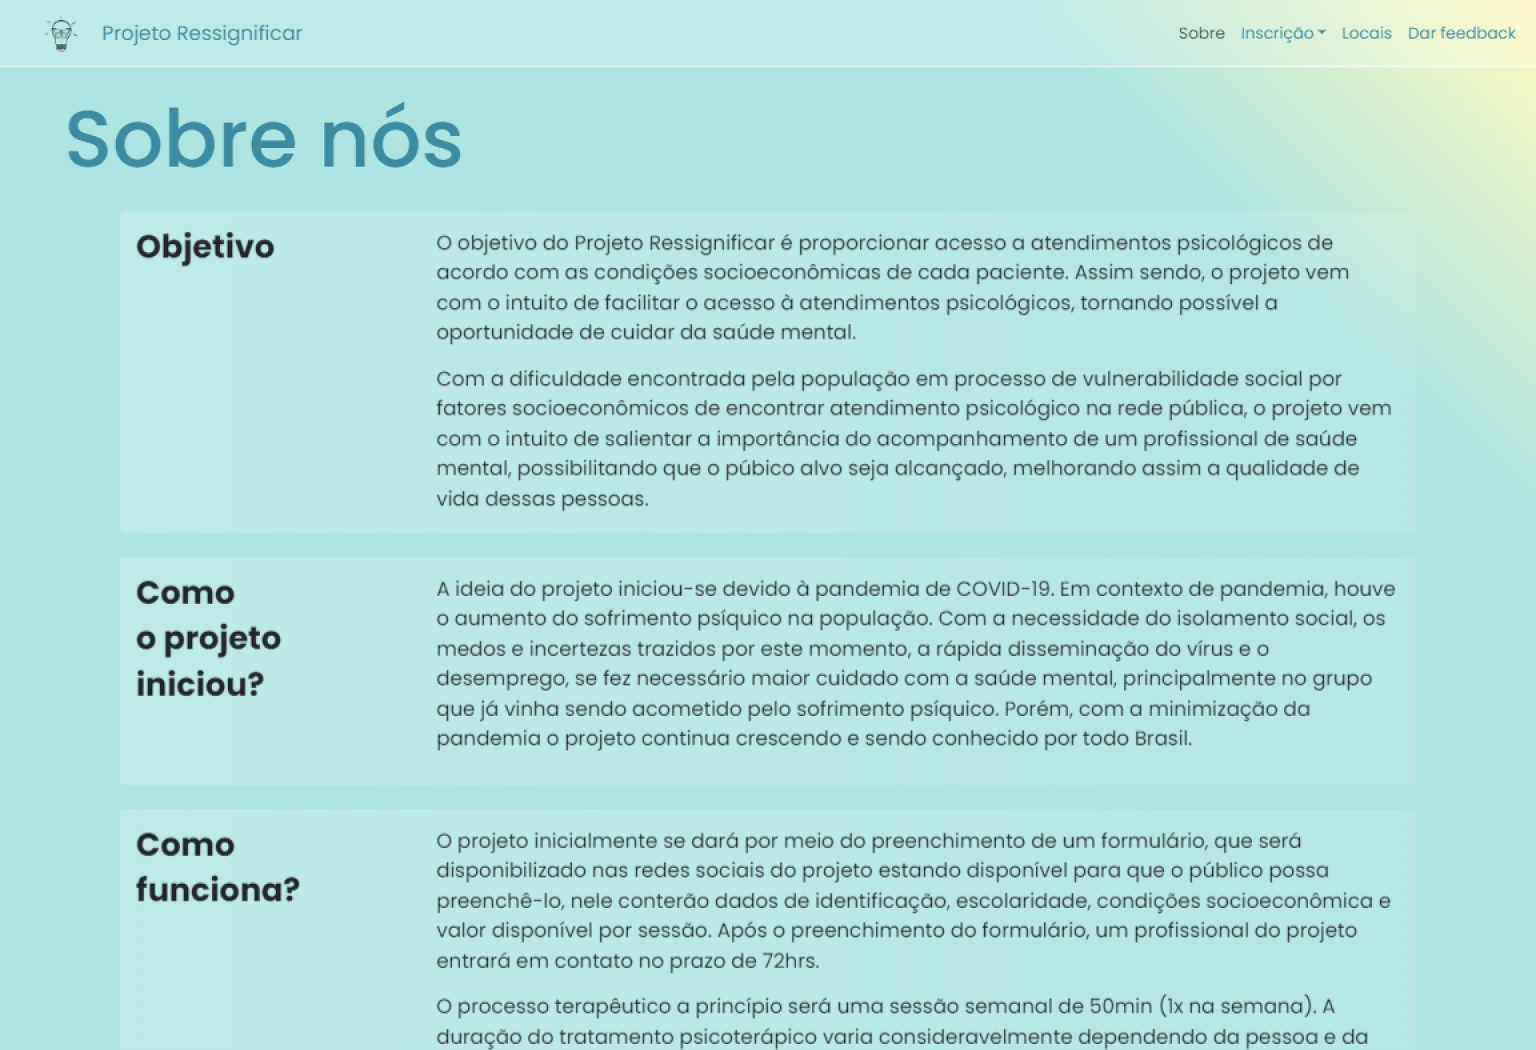 Projeto Ressignificar
Sobre Inscrição Locais Dar feedback
Sobre nós
Objetivo
O objetivo do Projeto Ressignificar é proporcionar acesso a atendimentos psicológicos de
acordo com as condições socioeconômicas de cada paciente. Assim sendo, o projeto vem
com o intuito de facilitar o acesso à atendimentos psicológicos, tornando possível a
oportunidade de cuidar da saúde mental.
Com a dificuldade encontrada pela população em processo de vulnerabilidade social por
fatores socioeconômicos de encontrar atendimento psicológico na rede pública, o projeto vem
com o intuito de salientar a importância do acompanhamento de um profissional de saúde
mental, possibilitando que o púbico alvo seja alcançado, melhorando assim a qualidade de
vida dessas pessoas.
Como
o projeto
iniciou?
A ideia do projeto iniciou-se devido à pandemia de COVID-19. Em contexto de pandemia, houve
o aumento do sofrimento psíquico na população. Com a necessidade do isolamento social, os
medos e incertezas trazidos por este momento, a rápida disseminação do vírus e o
desemprego, se fez necessário maior cuidado com a saúde mental, principalmente no grupo
que já vinha sendo acometido pelo sofrimento psíquico. Porém, com a minimização da
pandemia o projeto continua crescendo e sendo conhecido por todo Brasil.
Como
funciona?
O projeto inicialmente se dará por meio do preenchimento de um formulário, que será
disponibilizado nas redes sociais do projeto estando disponível para que o público possa
preenchê-lo, nele conterão dados de identificação, escolaridade, condições socioeconômica e
valor disponível por sessão. Após o preenchimento do formulário, um profissional do projeto
entrará em contato no prazo de 72hrs.
O processo terapêutico a princípio será uma sessão semanal de 50min (1x na semana). A
duração do tratamento psicoterápico varia consideravelmente dependendo da pessoa e da